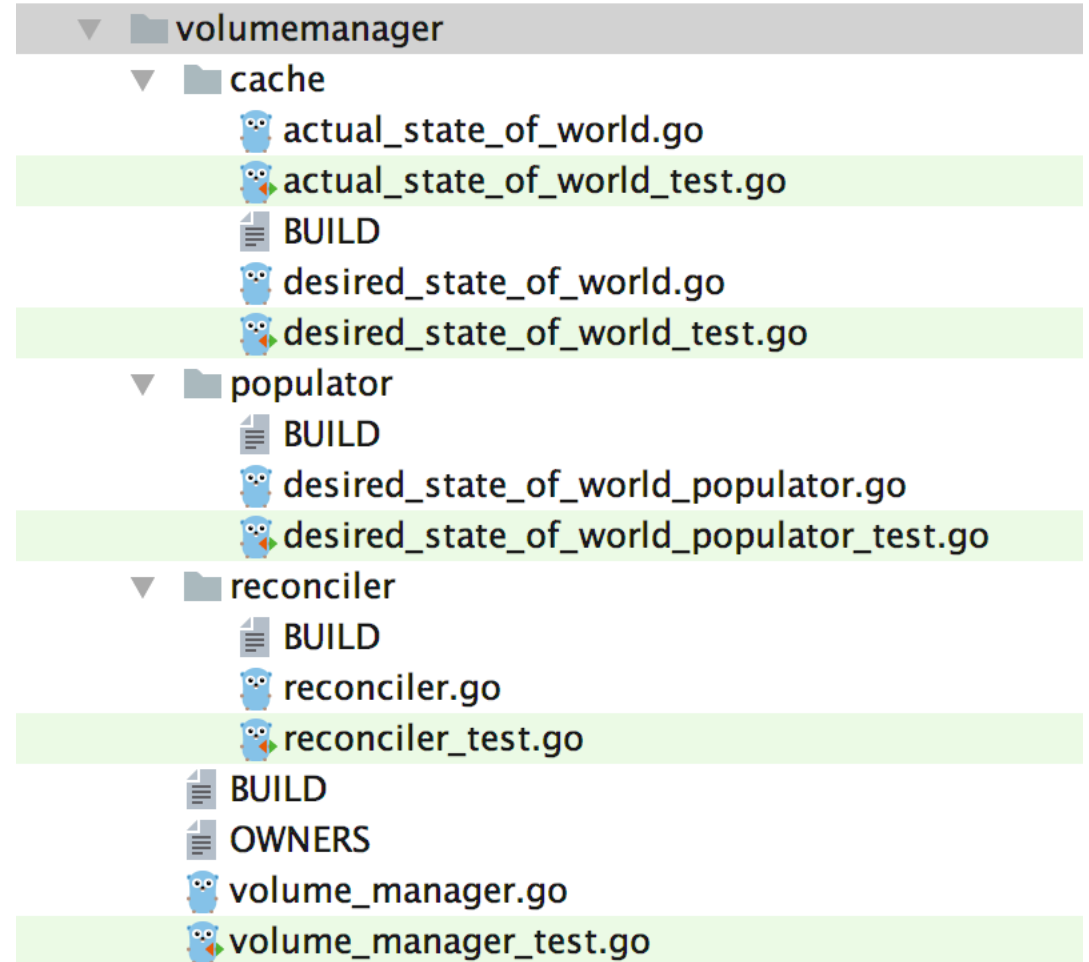 volumemanager
cache
actual_state_of_world.go
actual_state_of_world_test.go
BUILD
desired_state_of_world.go
desired_state_of_world_test.go
populator
BUILD
desired_state_of_world_populator.go
desired_state_of_world_populator_test.go
reconciler
BUILD
reconciler.go
reconciler_test.go
BUILD
OWNERS
volume_manager.go
volume_manager_test.go